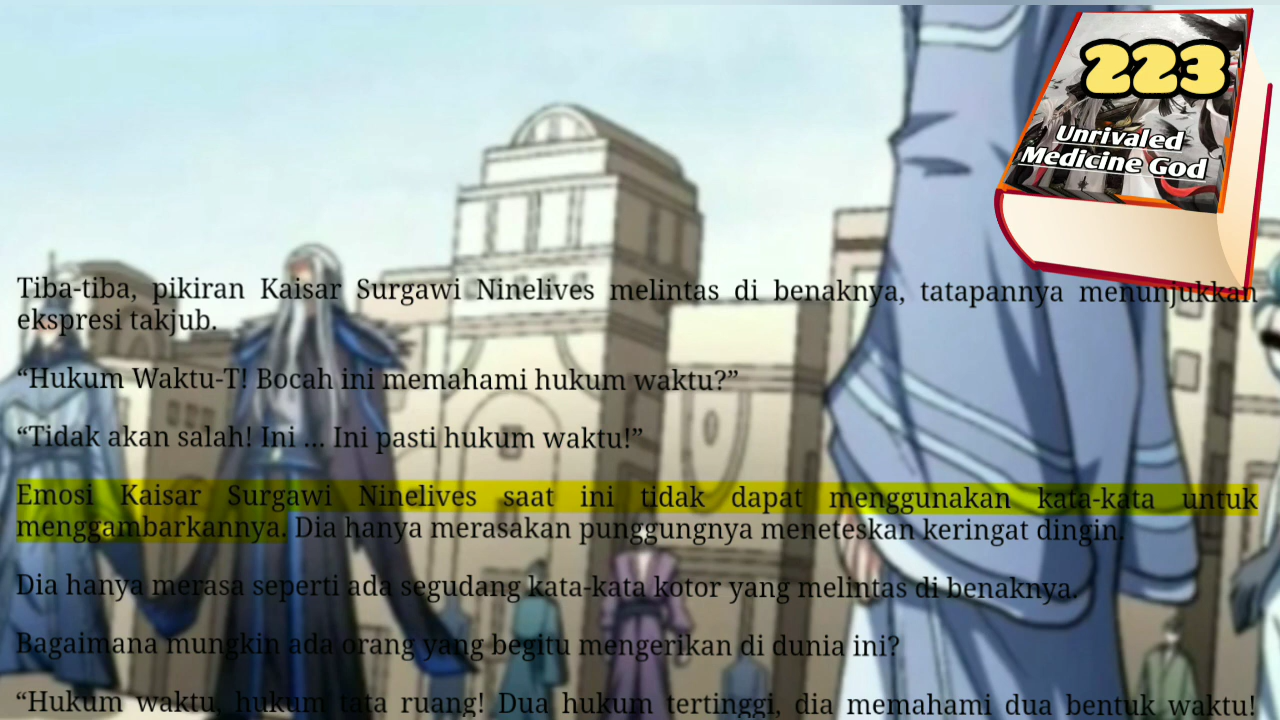 223
Unrivaled
Medicine God
Tiba-tiba, pikiran Kaisar Surgawi Ninelives melintas di benaknya, tatapannya menunjukkan
ekspresi takjub.
“Hukum Waktu-T! Bocah ini memahami hukum waktu?”
“Tidak akan salah! Ini ... Ini pasti hukum waktu!”
Emosi Kaisar Surgawi Ninelives saat ini tidak dapat menggunakan kata-kata untuk
menggambarkannya. Dia hanya merasakan punggungnya meneteskan keringat dingin.
Dia hanya merasa seperti ada segudang kata-kata kotor yang melintas di benaknya.
Bagaimana mungkin ada orang yang begitu mengerikan di dunia ini?
“Hukum waktu, hukum tata ruang! Dua hukum tertinggi, dia memahami dua bentuk waktu!